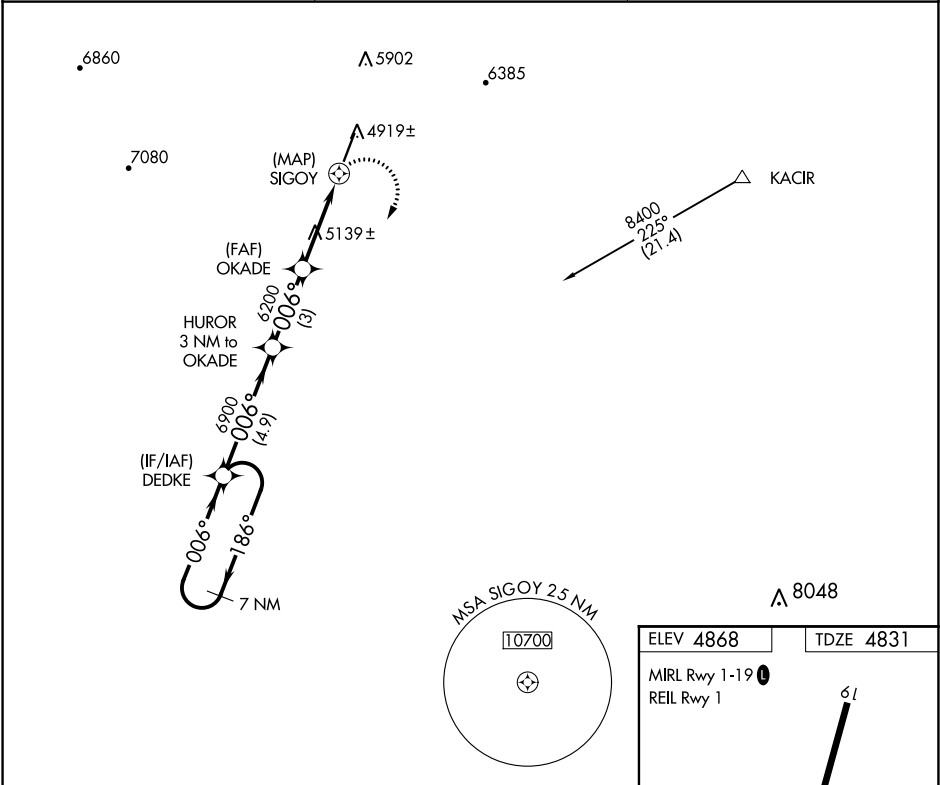 6860
5902
6385
4919±
7080
(MAP)
SIGOY
KACIR
8400
225°
(21.4)
5139±
(FAF)
OKADE
6200
006°
(3)
HUROR
3 NM to
OKADE
6900
006°
(4.9)
(IF/IAF)
DEDKE
006°
186°
7 NM
MSA SIGOY 25 NM
10700
8048
ELEV 4868
TDZE 4831
MIRL Rwy 1-19 L
REIL Rwy 1
19